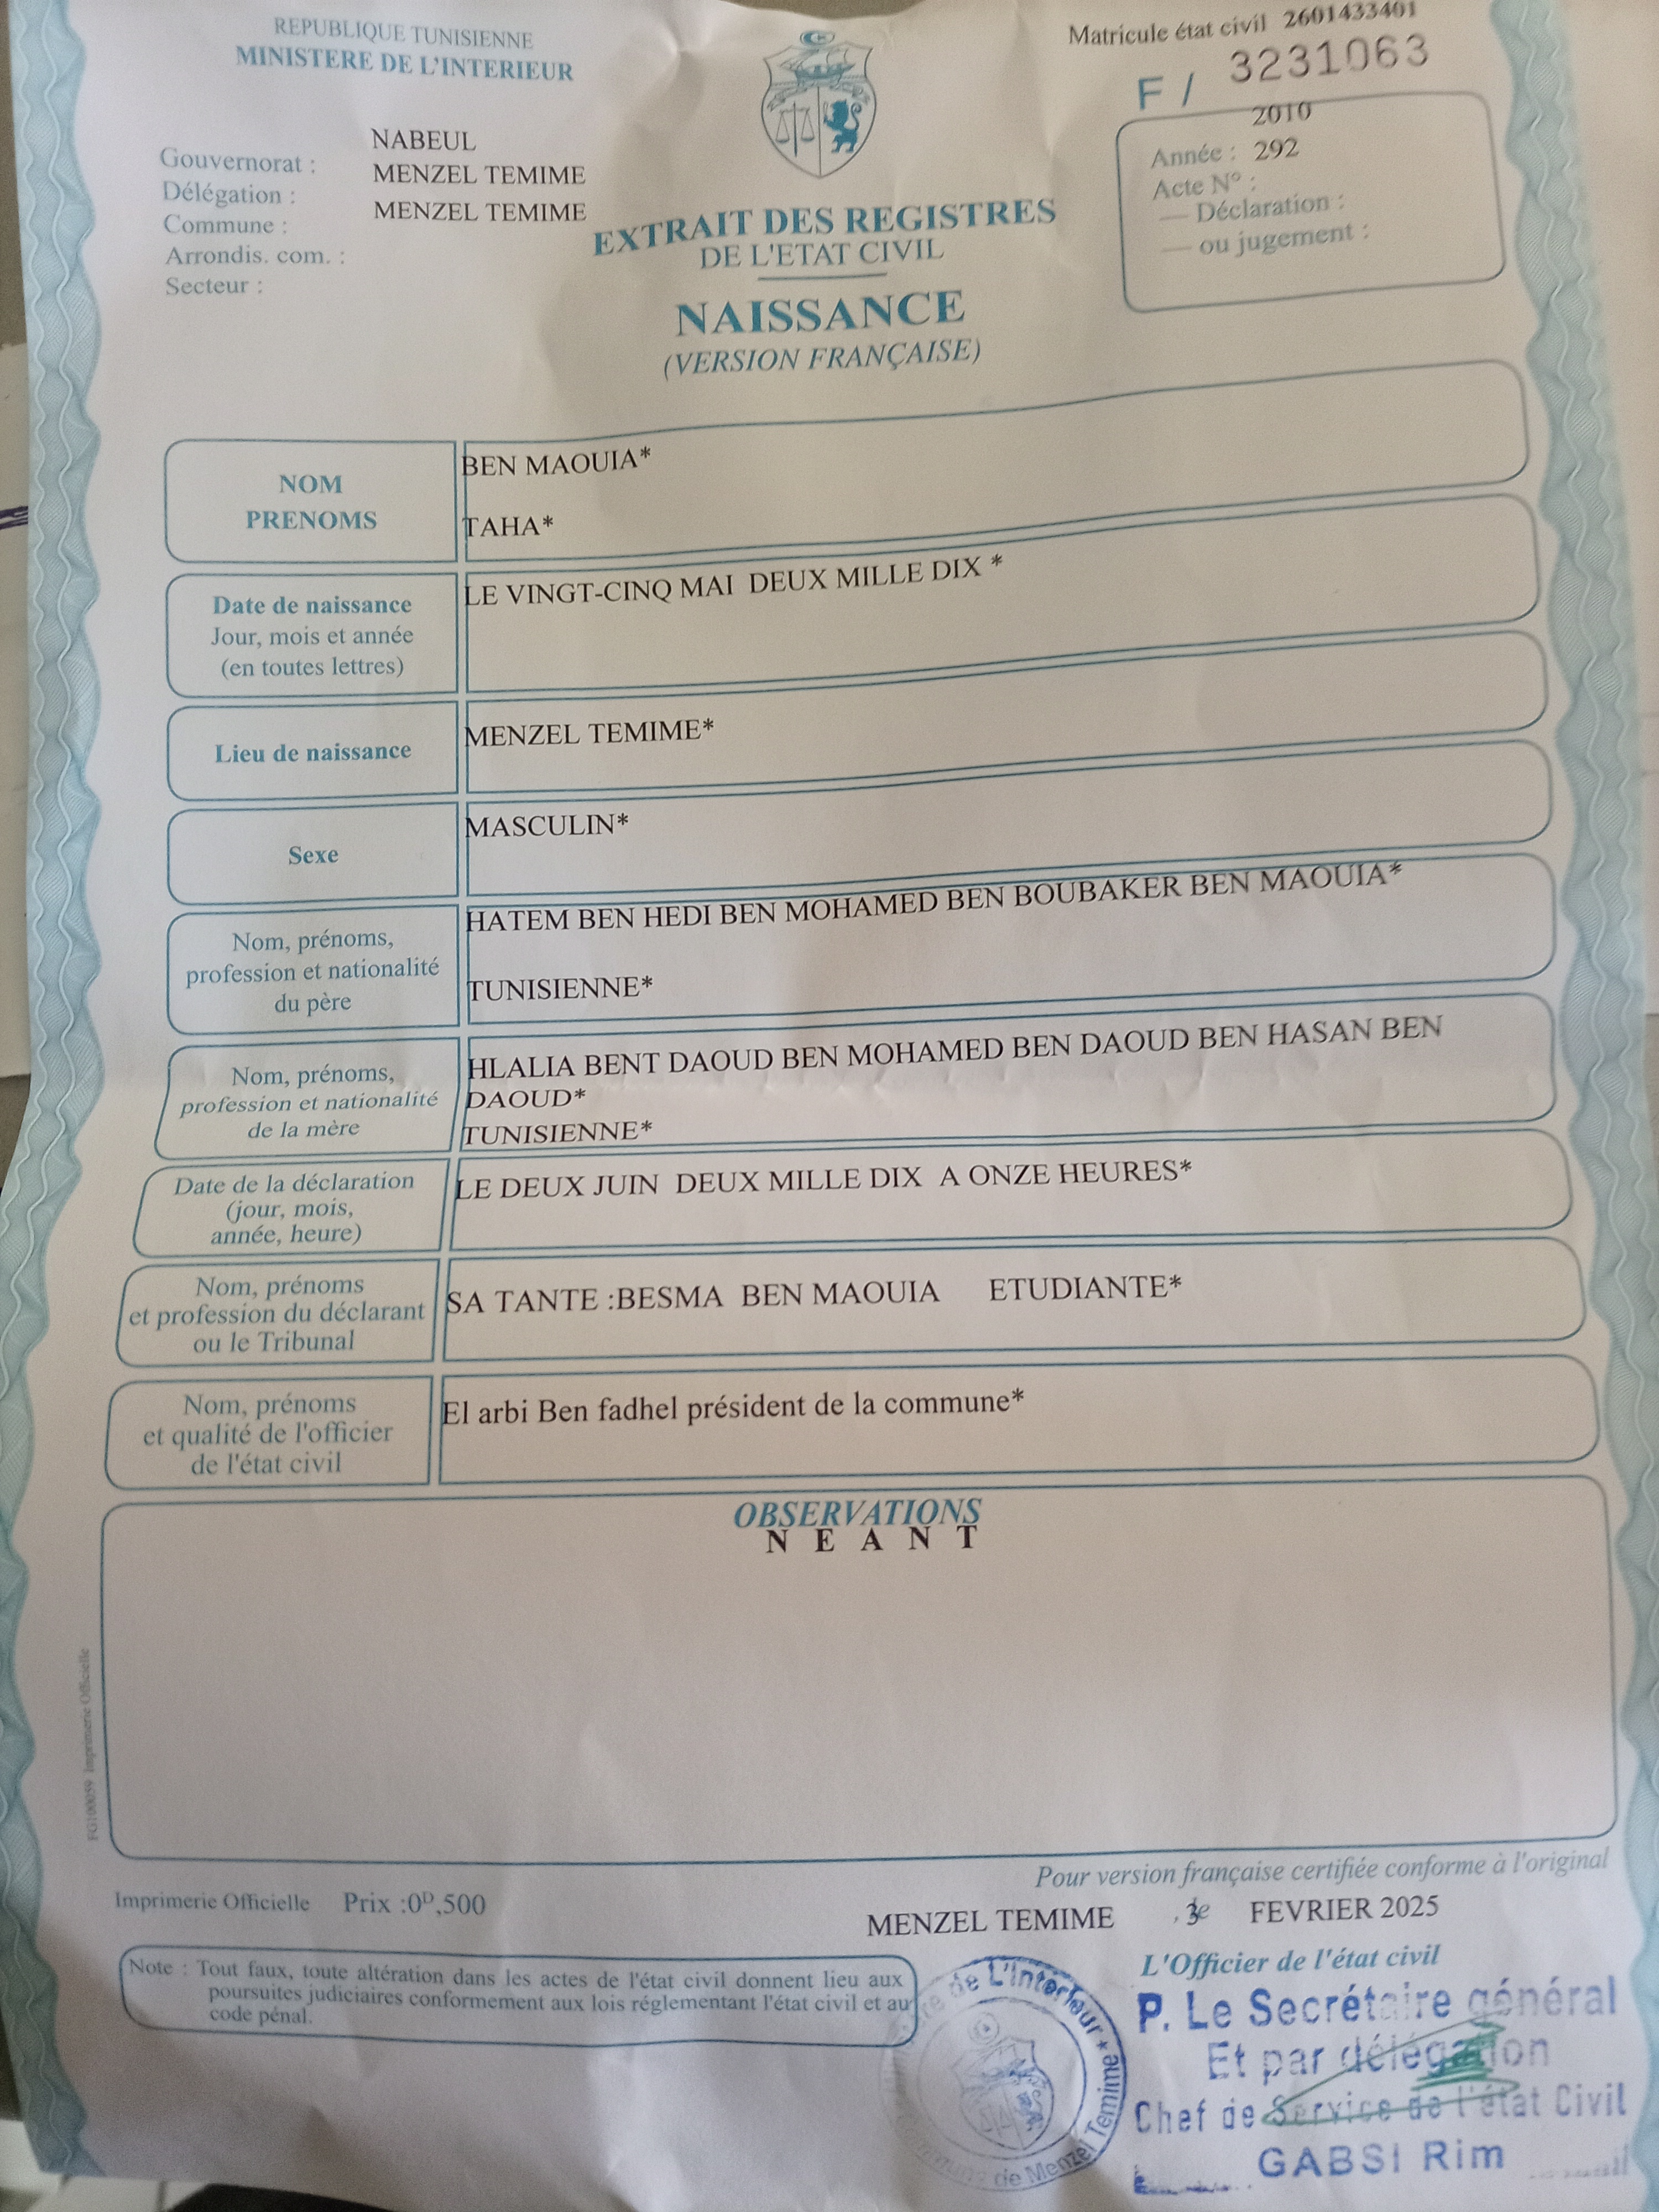 REPUBLIQUE TUNISIENNE
MINISTERE DE L'INTERIEUR
Matricule état civil 2601433401
F / 3231063
Gouvernorat : NABEUL
Délégation : MENZEL TEMIME
Commune : MENZEL TEMIME
Arrondis. com. :
Secteur :
2010
Année : 292
Acte N° :
— Déclaration :
— ou jugement :
EXTRAIT DES REGISTRES
DE L'ETAT CIVIL
NAISSANCE
(VERSION FRANÇAISE)
NOM
PRENOMS
BEN MAOUIA*
TAHA*
Date de naissance
Jour, mois et année
(en toutes lettres)
LE VINGT-CINQ MAI DEUX MILLE DIX *
Lieu de naissance
MENZEL TEMIME*
Sexe
MASCULIN*
Nom, prénoms,
profession et nationalité
du père
HATEM BEN HEDI BEN MOHAMED BEN BOUBAKER BEN MAOUIA*
TUNISIENNE*
Nom, prénoms,
profession et nationalité
de la mère
HLALIA BENT DAOUD BEN MOHAMED BEN DAOUD BEN HASAN BEN
DAOUD*
TUNISIENNE*
Date de la déclaration
(jour, mois,
année, heure)
LE DEUX JUIN DEUX MILLE DIX A ONZE HEURES*
Nom, prénoms
et profession du déclarant
ou le Tribunal
SA TANTE :BESMA BEN MAOUIA ETUDIANTE*
Nom, prénoms
et qualité de l'officier
de l'état civil
El arbi Ben fadhel président de la commune*
OBSERVATIONS
N E A N T
FG100059 Imprimerie Officielle
Pour version française certifiée conforme à l'original
Imprimerie Officielle Prix :0ᴰ,500
MENZEL TEMIME , 3 FEVRIER 2025
L'Officier de l'état civil
Note : Tout faux, toute altération dans les actes de l'état civil donnent lieu aux
poursuites judiciaires conformement aux lois réglementant l'état civil et au
code pénal.
de L'Interieur * de Menzel Temime *
P. Le Secrétaire général
Et par délégation
Chef de Service de l'état Civil
GABSI Rim